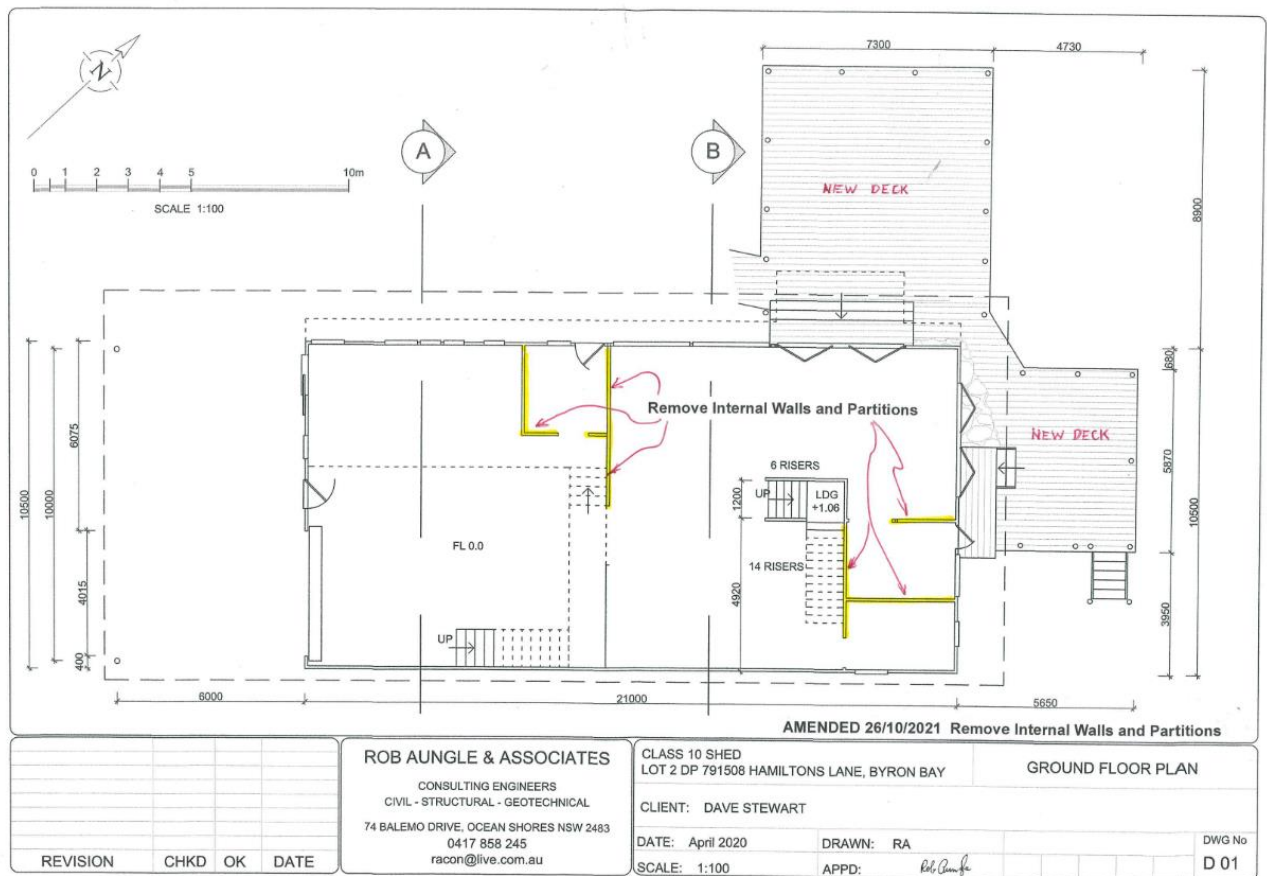 7300
4730
N
A
B
0 1 2 3 4 5 10m
SCALE 1:100
NEW DECK
8900
Remove Internal Walls and Partitions
NEW DECK
680
6 RISERS
UP
LDG
+1.06
1200
14 RISERS
4920
FL 0.0
UP
10500
10000
6075
4015
400
5870
10500
3950
6000
21000
5650
AMENDED 26/10/2021 Remove Internal Walls and Partitions
REVISION CHKD OK DATE
ROB AUNGLE & ASSOCIATES
CONSULTING ENGINEERS
CIVIL - STRUCTURAL - GEOTECHNICAL
74 BALEMO DRIVE, OCEAN SHORES NSW 2483
0417 858 245
racon@live.com.au
CLASS 10 SHED
LOT 2 DP 791508 HAMILTONS LANE, BYRON BAY
GROUND FLOOR PLAN
CLIENT: DAVE STEWART
DATE: April 2020
DRAWN: RA
DWG No
SCALE: 1:100
APPD:
D 01